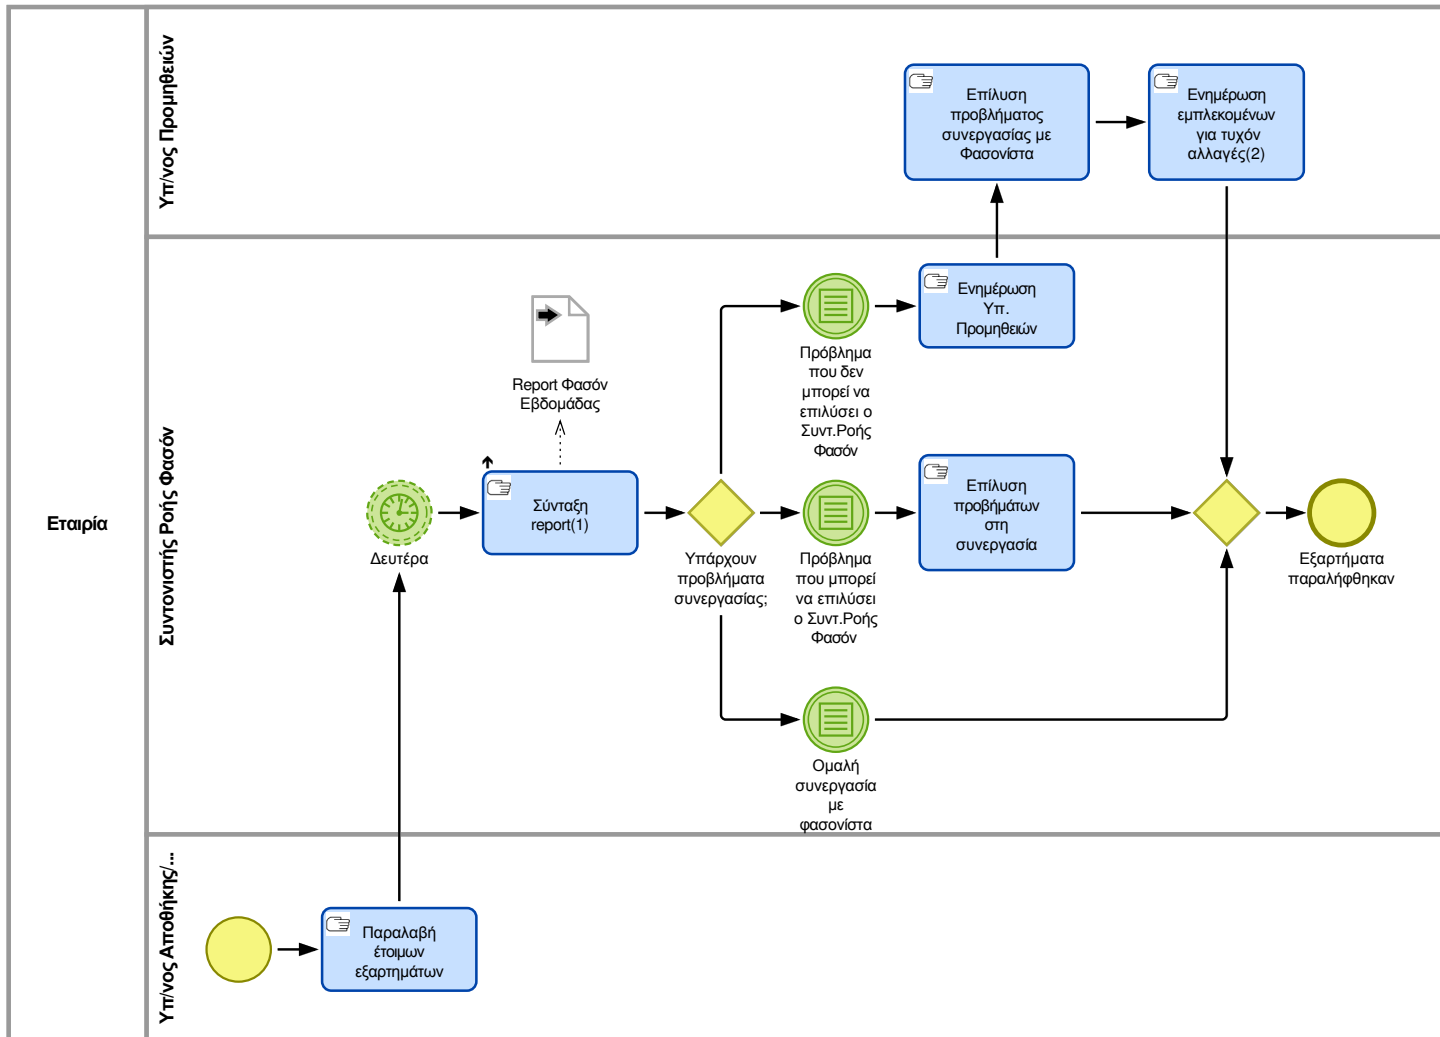 Εταιρία
Υπ/νος Προμηθειών
Επίλυση
προβλήματος
συνεργασίας με
Φασονίστα
Ενημέρωση
εμπλεκομένων
για τυχόν
αλλαγές(2)
Συντονιστής Ροής Φασόν
Report Φασόν
Εβδομάδας
Δευτέρα
Σύνταξη
report(1)
Υπάρχουν
προβλήματα
συνεργασίας;
Πρόβλημα
που δεν
μπορεί να
επιλύσει ο
Συντ.Ροής
Φασόν
Ενημέρωση
Υπ.
Προμηθειών
Πρόβλημα
που μπορεί
να επιλύσει
ο Συντ.Ροής
Φασόν
Επίλυση
προβήμάτων
στη
συνεργασία
Ομαλή
συνεργασία
με
φασονίστα
Εξαρτήματα
παραλήφθηκαν
Υπ/νος Αποθήκης/...
Παραλαβή
έτοιμων
εξαρτημάτων